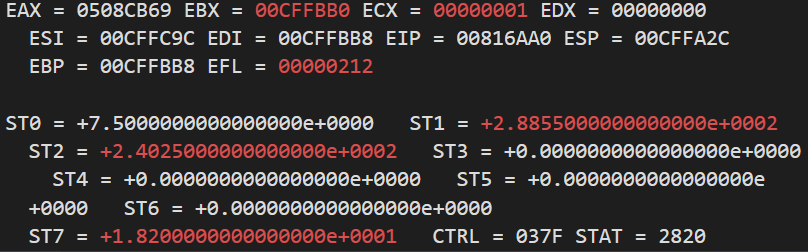 EAX = 0508CB69 EBX = 00CFFBB0 ECX = 00000001 EDX = 00000000
ESI = 00CFFC9C EDI = 00CFFBB8 EIP = 00816AA0 ESP = 00CFFA2C
EBP = 00CFFBB8 EFL = 00000212
ST0 = +7.5000000000000000e+0000 ST1 = +2.8855000000000000e+0002
ST2 = +2.4025000000000000e+0002 ST3 = +0.0000000000000000e+0000
ST4 = +0.0000000000000000e+0000 ST5 = +0.0000000000000000e
+0000 ST6 = +0.0000000000000000e+0000
ST7 = +1.8200000000000000e+0001 CTRL = 037F STAT = 2820